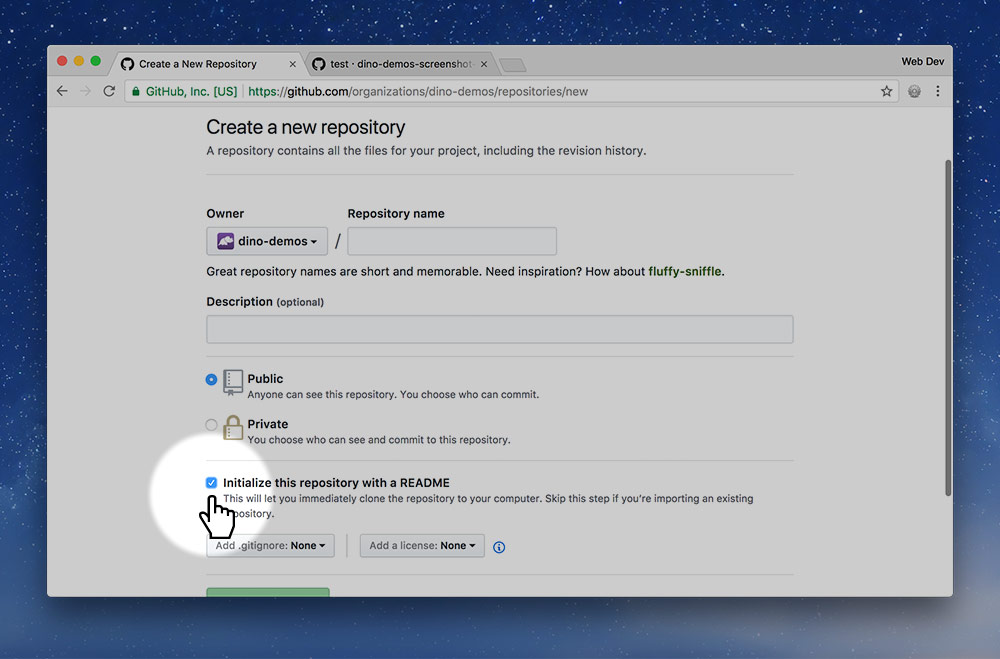 Create a New Repository
test · dino-demos-screenshot
Web Dev
GitHub, Inc. [US] https://github.com/organizations/dino-demos/repositories/new
Create a new repository
A repository contains all the files for your project, including the revision history.
Owner Repository name
dino-demos /
Great repository names are short and memorable. Need inspiration? How about fluffy-sniffle.
Description (optional)
Public
Anyone can see this repository. You choose who can commit.
Private
You choose who can see and commit to this repository.
Initialize this repository with a README
This will let you immediately clone the repository to your computer. Skip this step if you’re importing an existing
pository.
Add .gitignore: None Add a license: None